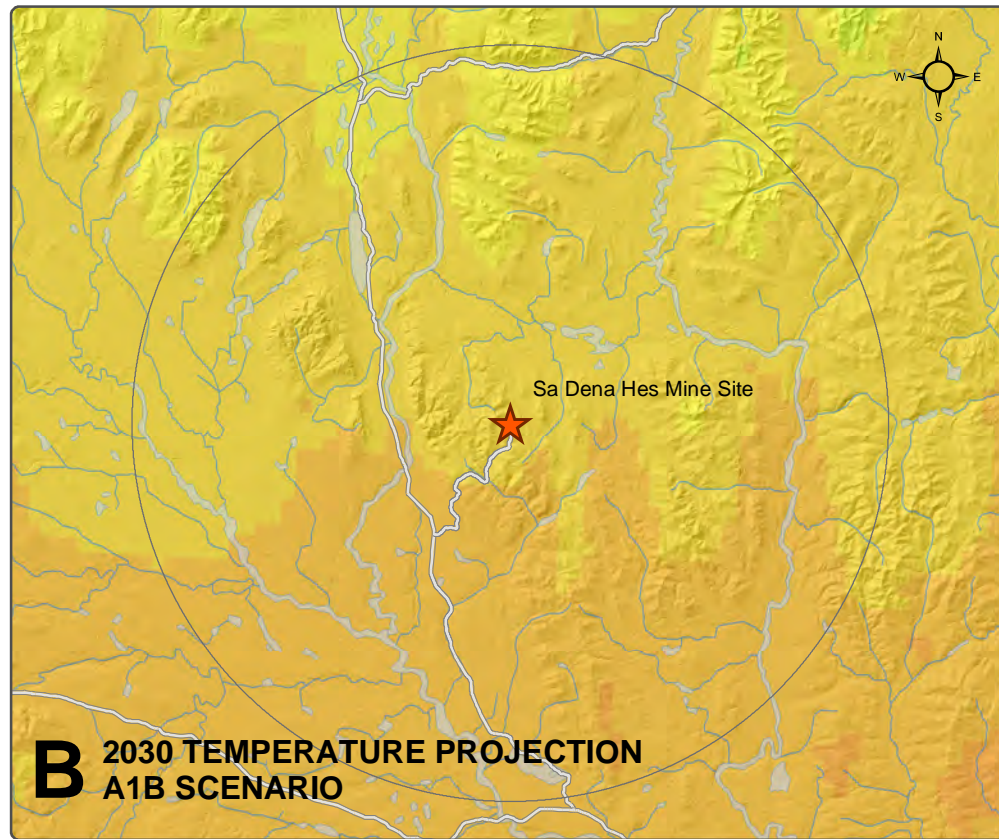 N
W E
S
Sa Dena Hes Mine Site
B 2030 TEMPERATURE PROJECTION
A1B SCENARIO